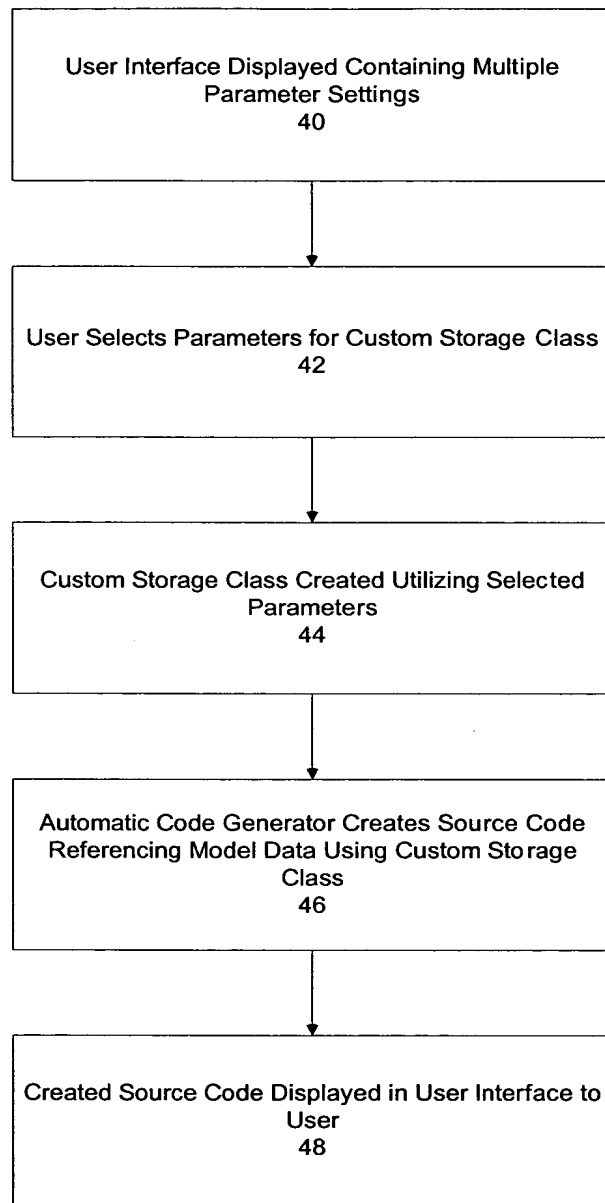 User Interface Displayed Containing Multiple
Parameter Settings
40
User Selects Parameters for Custom Storage Class
42
Custom Storage Class Created Utilizing Selected
Parameters
44
Automatic Code Generator Creates Source Code
Referencing Model Data Using Custom Storage
Class
46
Created Source Code Displayed in User Interface to
User
48